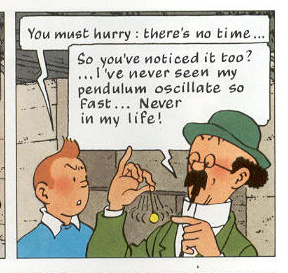 You must hurry : there's no time ...
So you've noticed it too?
... I've never seen my
pendulum oscillate so
fast ... Never
in my life!